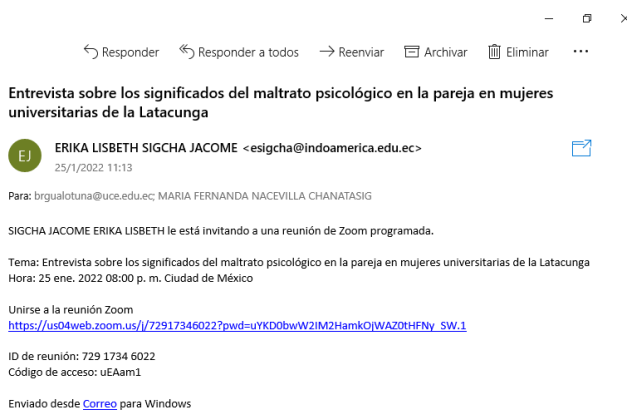 Responder Responder a todos Reenviar Archivar Eliminar
Entrevista sobre los significados del maltrato psicológico en la pareja en mujeres
universitarias de la Latacunga
EJ
ERIKA LISBETH SIGCHA JACOME <esigcha@indoamerica.edu.ec>
25/1/2022 11:13
Para: brgualotuna@uce.edu.ec; MARIA FERNANDA NACEVILLA CHANATASIG
SIGCHA JACOME ERIKA LISBETH le está invitando a una reunión de Zoom programada.
Tema: Entrevista sobre los significados del maltrato psicológico en la pareja en mujeres universitarias de la Latacunga
Hora: 25 ene. 2022 08:00 p. m. Ciudad de México
Unirse a la reunión Zoom
https://us04web.zoom.us/j/72917346022?pwd=uYKD0bwW2IM2HamkOjWAZ0tHFNy_SW.1
ID de reunión: 729 1734 6022
Código de acceso: uEAam1
Enviado desde Correo para Windows